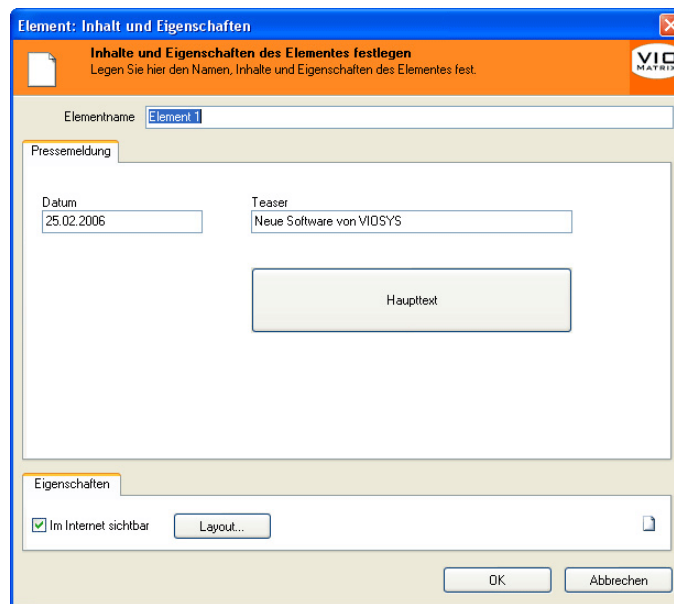 Element: Inhalt und Eigenschaften
Inhalte und Eigenschaften des Elementes festlegen
Legen Sie hier den Namen, Inhalte und Eigenschaften des Elementes fest.
VIO
MATRIX
Elementname Element 1
Pressemeldung
Datum Teaser
25.02.2006 Neue Software von VIOSYS
Haupttext
Eigenschaften
Im Internet sichtbar Layout...
OK Abbrechen